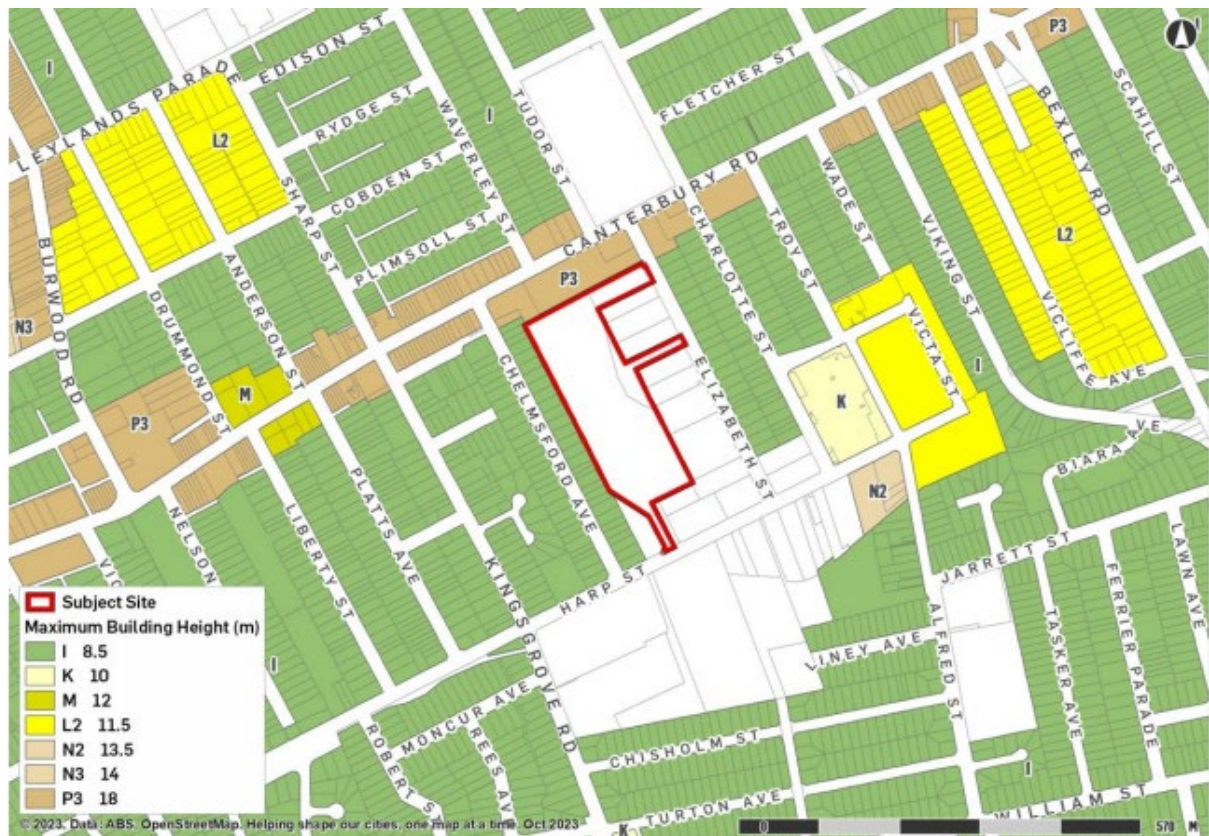 P3
I
I
LEYLANDS PARADE
EDISON ST
RYDGE ST
COBDEN ST
PLIMSOLL ST
WAVERLEY ST
I
TUDOR ST
FLETCHER ST
CANTERBURY RD
BEXLEY RD
SCAHILL ST
L2
SHARP ST
ANDERSON ST
DRUMMOND ST
BURWOOD RD
N3
P3
CHARLOTTE ST
TROY ST
WADE ST
VIKING ST
L2
VICLIFFE AVE
VICTA ST
I
K
ELIZABETH ST
CHELMSFORD AVE
M
P3
NELSON
LIBERTY ST
PLATTS AVE
KINGSGROVE RD
HARP ST
N2
BIARA AVE
JARRETT ST
LAWN AVE
FERRIER PARADE
TASKER AVE
ALFRED ST
LINEY AVE
CHISHOLM ST
MONCUR AVE
REES AV
ROBERT S
TURTON AVE
WILLIAM ST
I
I
K
Subject Site
Maximum Building Height (m)
I 8.5
K 10
M 12
L2 11.5
N2 13.5
N3 14
P3 18
© 2023. Data: ABS, OpenStreetMap. Helping shape our cities, one map at a time. Oct 2023
0 570 M